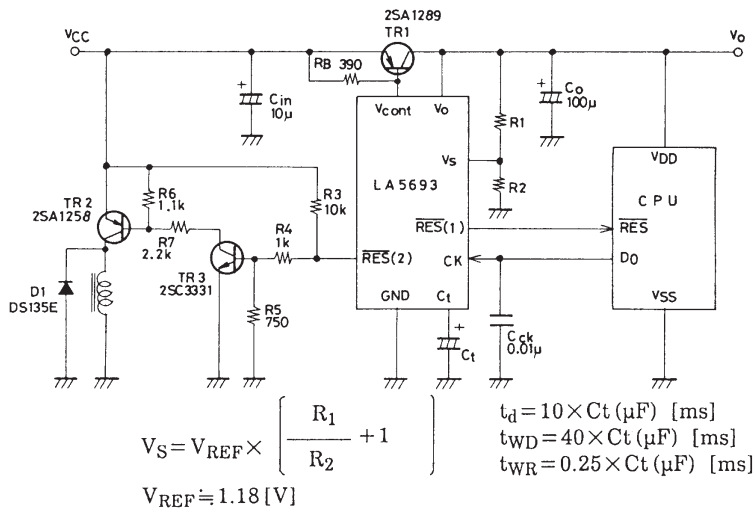 2SA1289
TR1
VCC
Vo
RB 390
+
Cin
10μ
Vcont
Vo
R1
+
Co
100μ
Vs
LA5693
R2
VDD
CPU
R6
1.1k
R3
10k
TR2
2SA1258
R7
2.2k
R4
1k
RES(1)
RES
RES(2)
CK
Do
TR3
2SC3331
D1
DS135E
R5
750
GND
Ct
VSS
+
Ct
Cck
0.01μ
VS=VREF×(R1/R2+1)
VREF≒1.18[V]
td=10×Ct(μF) [ms]
tWD=40×Ct(μF) [ms]
tWR=0.25×Ct(μF) [ms]